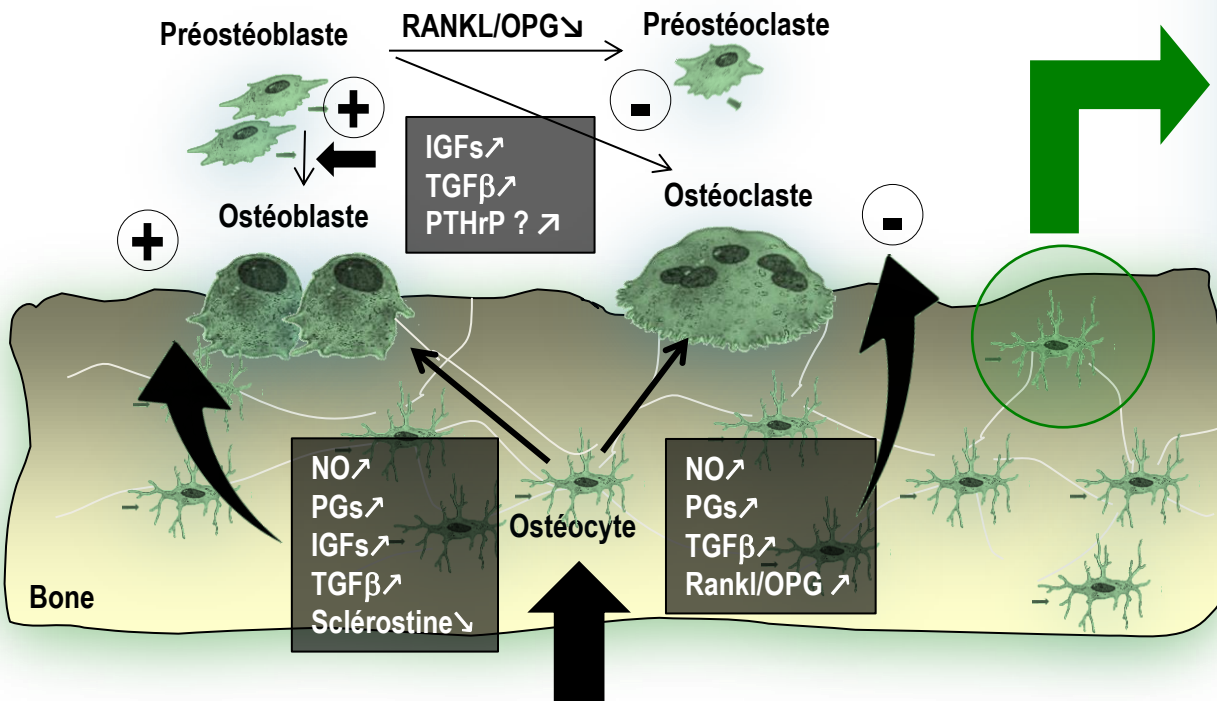 Préostéoblaste
RANKL/OPG↘
Préostéoclaste
+
-
IGFs↗
TGFβ↗
PTHrP ? ↗
Ostéoblaste
Ostéoclaste
+
-
NO↗
PGs↗
IGFs↗
TGFβ↗
Sclérostine↘
Ostéocyte
NO↗
PGs↗
TGFβ↗
Rankl/OPG ↗
Bone